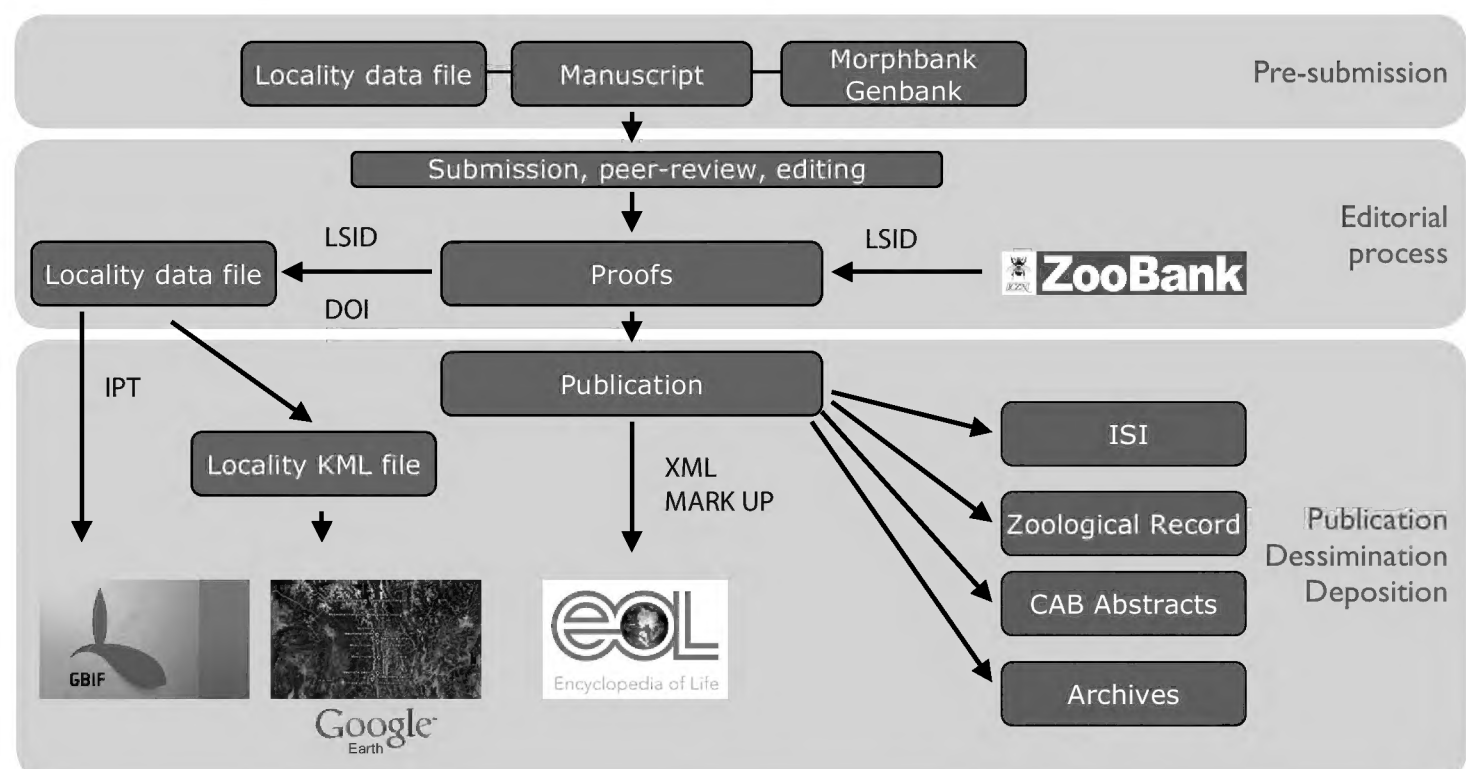 Locality data file
Manuscript
Morphbank
Genbank
Pre-submission
Submission, peer-review, editing
Editorial
process
LSID
LSID
Locality data file
Proofs
ZooBank
DOI
IPT
Publication
ISI
Locality KML file
XML
MARK UP
Zoological Record
Publication
Dessimination
Deposition
CAB Abstracts
Archives
GBIF
eOL
Encyclopedia of Life
Google
Earth